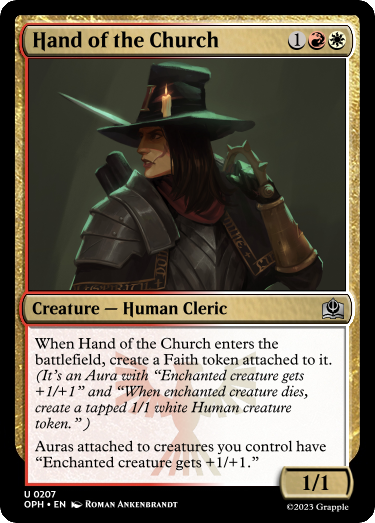 Hand of the Church 1
Creature — Human Cleric
When Hand of the Church enters the
battlefield, create a Faith token attached to it.
(It's an Aura with "Enchanted creature gets
+1/+1" and "When enchanted creature dies,
create a tapped 1/1 white Human creature
token.")
Auras attached to creatures you control have
"Enchanted creature gets +1/+1."
1/1
U 0207
OPH • EN Roman Ankenbrandt
©2023 Grapple